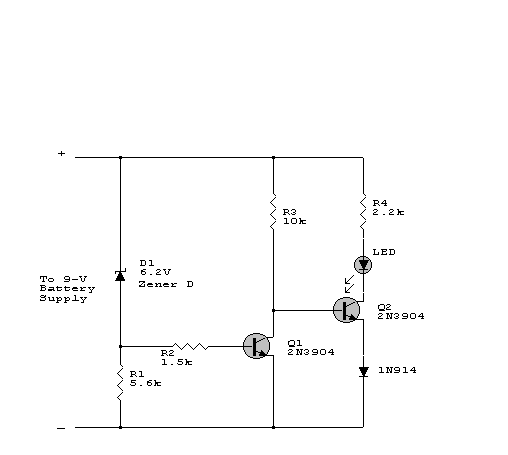 +
R3
10k
R4
2.2k
LED
D1
6.2V
Zener D
To 9-V
Battery
Supply
Q2
2N3904
Q1
2N3904
R2
1.5k
R1
5.6k
1N914
–